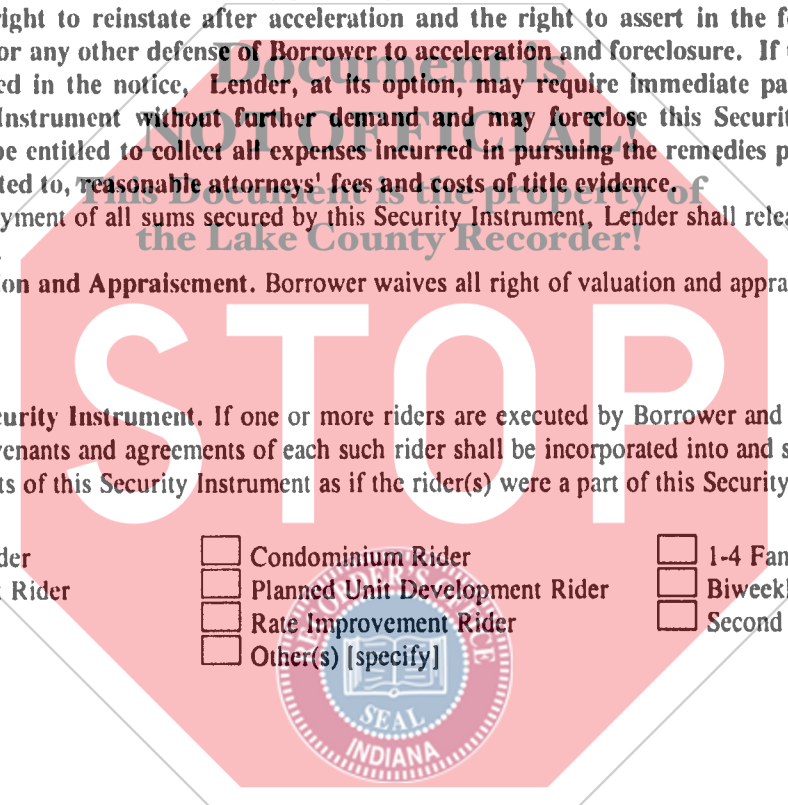 right to reinstate after acceleration and the right to assert in the fo
or any other defense of Borrower to acceleration and foreclosure. If
ed in the notice, Lender, at its option, may require immediate pa
Instrument without further demand and may foreclose this Securit
be entitled to collect all expenses incurred in pursuing the remedies p
ted to, reasonable attorneys' fees and costs of title evidence.
yment of all sums secured by this Security Instrument, Lender shall relea
on and Appraisement. Borrower waives all right of valuation and appra
Document is
NOT OFFICIAL!
This Document is the property of
the Lake County Recorder!
STOP
curity Instrument. If one or more riders are executed by Borrower and
venants and agreements of each such rider shall be incorporated into and s
ts of this Security Instrument as if the rider(s) were a part of this Security
der Condominium Rider 1-4 Fam
Rider Planned Unit Development Rider Biweekl
Rate Improvement Rider Second
Other(s) [specify]
RECORDER'S OFFICE
SEAL
INDIANA